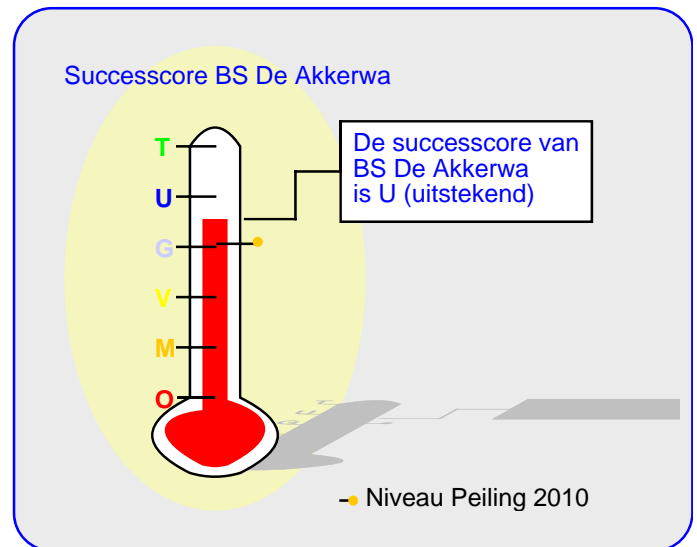 Successcore BS De Akkerwa
De successcore van
BS De Akkerwa
is U (uitstekend)
T
U
G
V
M
O
T
U
G
Niveau Peiling 2010